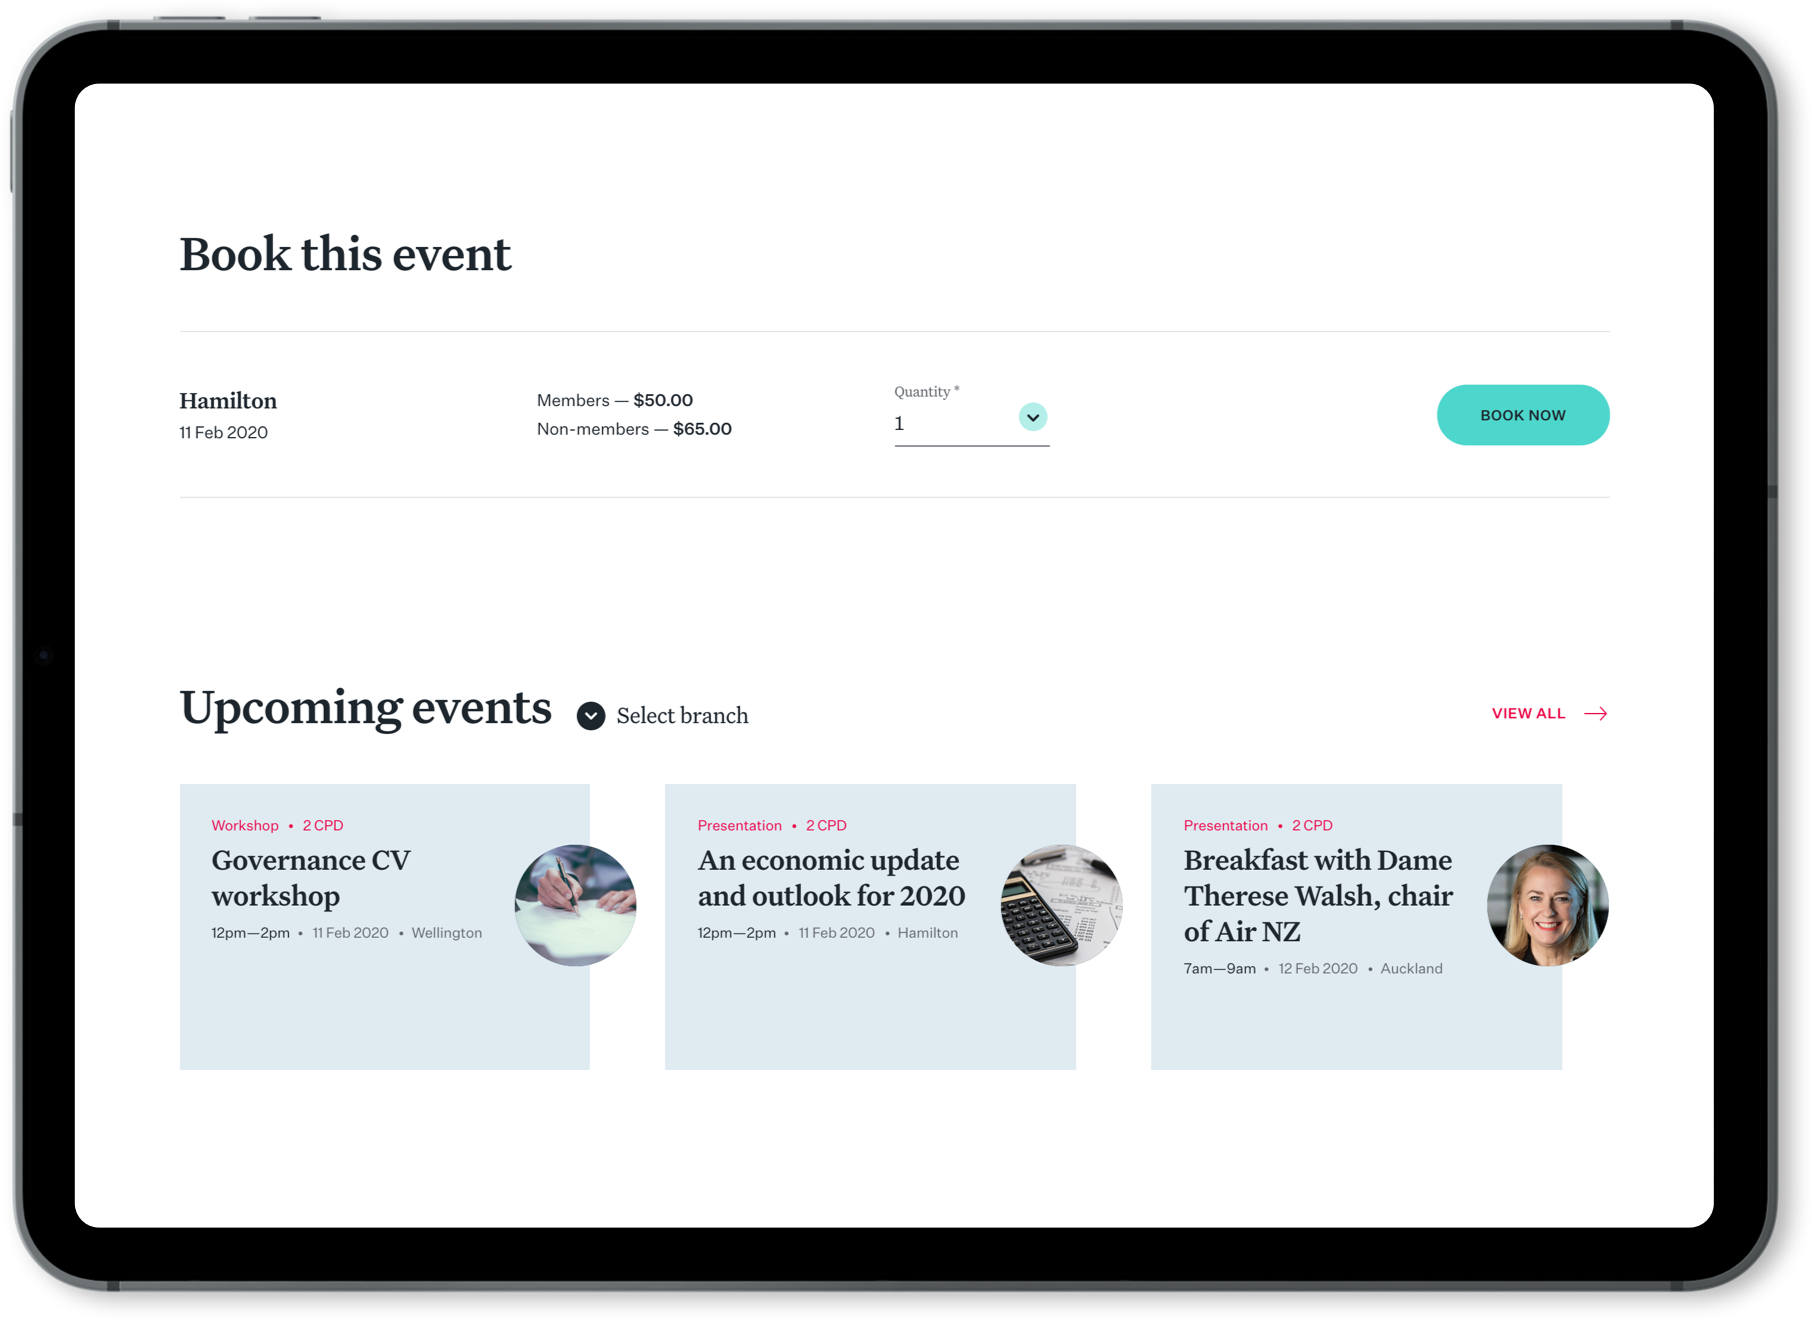 Book this event
Hamilton
11 Feb 2020
Members — $50.00
Non-members — $65.00
Quantity *
1
BOOK NOW
Upcoming events
Select branch
VIEW ALL
Workshop • 2 CPD
Governance CV
workshop
12pm—2pm • 11 Feb 2020 • Wellington
Presentation • 2 CPD
An economic update
and outlook for 2020
12pm—2pm • 11 Feb 2020 • Hamilton
Presentation • 2 CPD
Breakfast with Dame
Therese Walsh, chair
of Air NZ
7am—9am • 12 Feb 2020 • Auckland